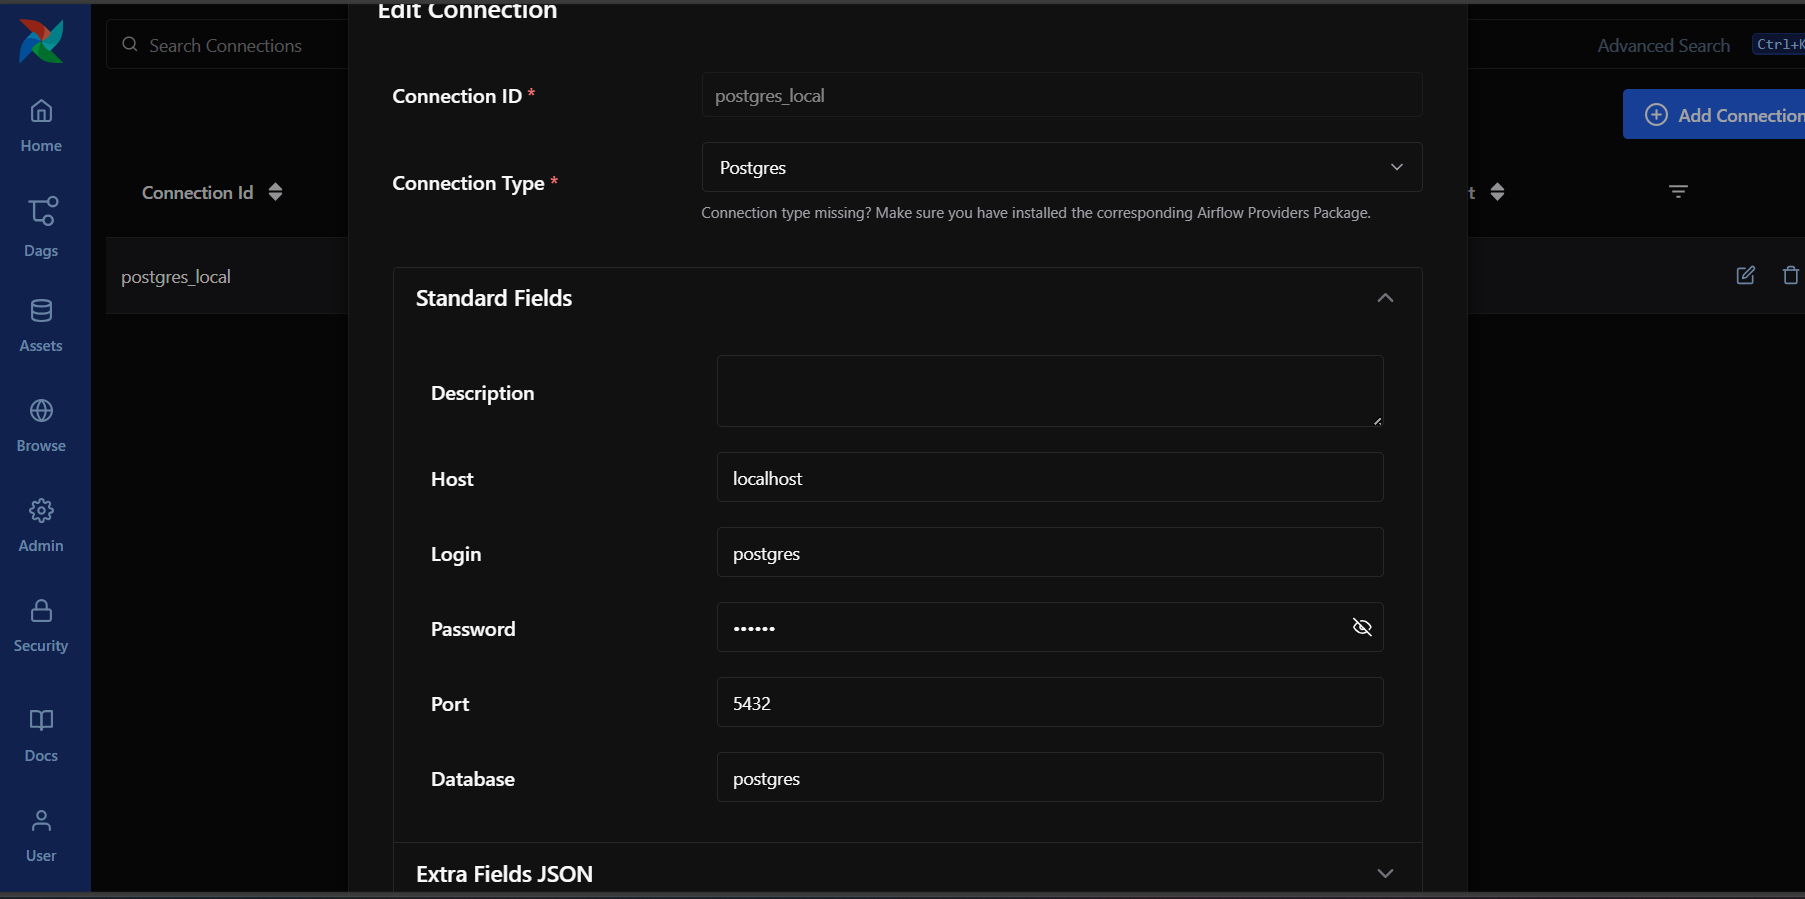 Edit Connection
Search Connections
Advanced Search
Ctrl+K
Add Connection
Home
Dags
Assets
Browse
Admin
Security
Docs
User
Connection Id
t
postgres_local
Connection ID *
postgres_local
Connection Type *
Postgres
Connection type missing? Make sure you have installed the corresponding Airflow Providers Package.
Standard Fields
Description
Host
localhost
Login
postgres
Password
••••••
Port
5432
Database
postgres
Extra Fields JSON